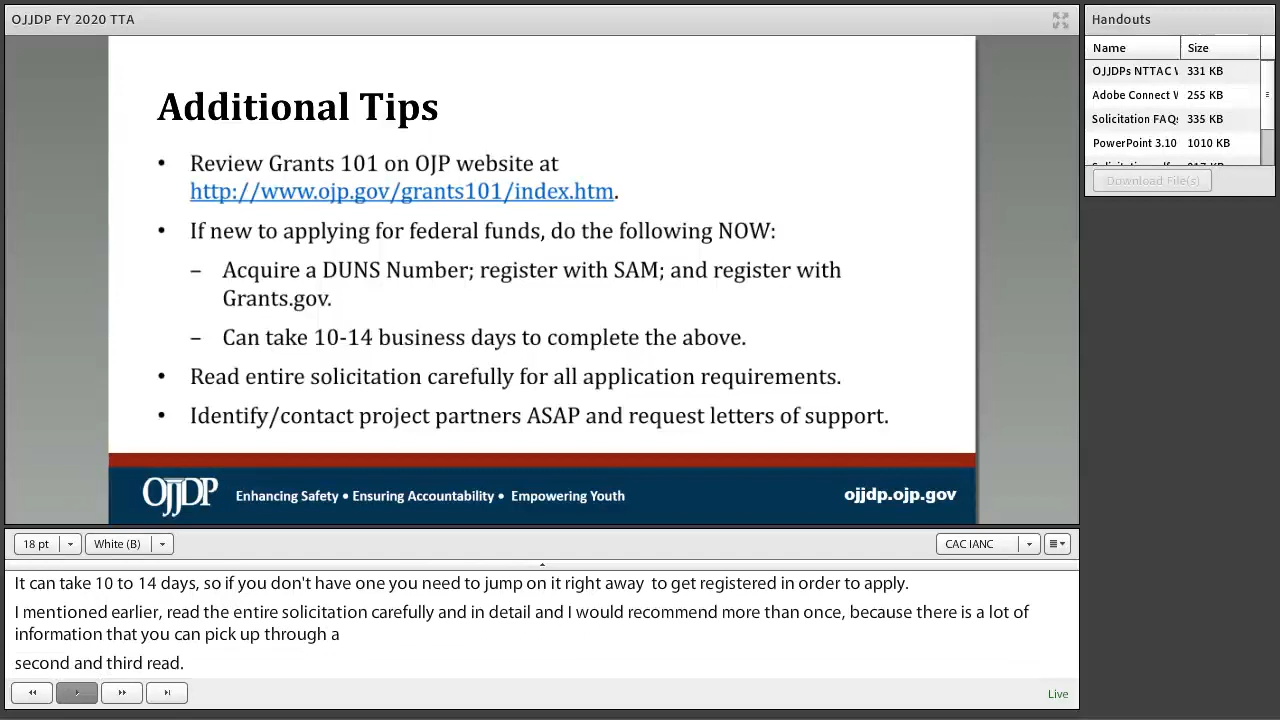 OJJDP FY 2020 TTA
Additional Tips
• Review Grants 101 on OJP website at
http://www.ojp.gov/grants101/index.htm.
• If new to applying for federal funds, do the following NOW:
– Acquire a DUNS Number; register with SAM; and register with
Grants.gov.
– Can take 10-14 business days to complete the above.
• Read entire solicitation carefully for all application requirements.
• Identify/contact project partners ASAP and request letters of support.
OJJDP
Enhancing Safety • Ensuring Accountability • Empowering Youth
ojjdp.ojp.gov
18 pt
White (B)
CAC IANC
It can take 10 to 14 days, so if you don't have one you need to jump on it right away to get registered in order to apply.
I mentioned earlier, read the entire solicitation carefully and in detail and I would recommend more than once, because there is a lot of
information that you can pick up through a
second and third read.
Live
Handouts
Name Size
OJJDPs NTTAC 331 KB
Adobe Connect 255 KB
Solicitation FAQs 335 KB
PowerPoint 3.10 1010 KB
Download File(s)